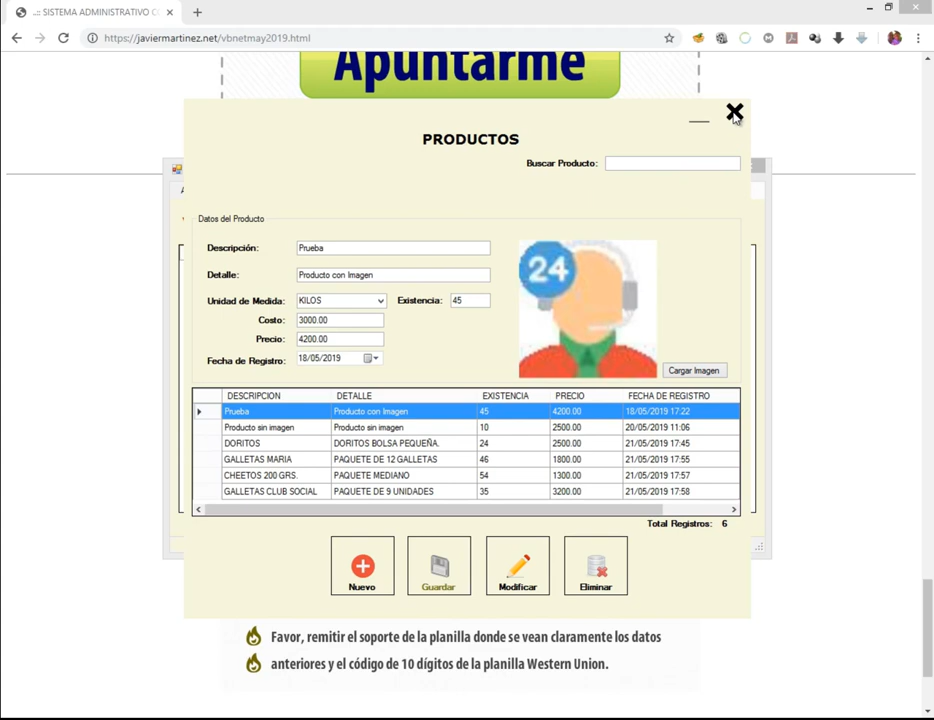 ..:: SISTEMA ADMINISTRATIVO C
https://javiermartinez.net/vbnetmay2019.html
Apuntarme
PRODUCTOS
Buscar Producto:
Datos del Producto
Descripción: Prueba
Detalle: Producto con Imagen
Unidad de Medida: KILOS Existencia: 45
Costo: 3000.00
Precio: 4200.00
Fecha de Registro: 18/05/2019
24
Cargar Imagen
DESCRIPCION DETALLE EXISTENCIA PRECIO FECHA DE REGISTRO
Prueba Producto con Imagen 45 4200.00 18/05/2019 17:22
Producto sin imagen Producto sin imagen 10 2500.00 20/05/2019 11:06
DORITOS DORITOS BOLSA PEQUEÑA. 24 2500.00 21/05/2019 17:45
GALLETAS MARIA PAQUETE DE 12 GALLETAS 46 1800.00 21/05/2019 17:55
CHEETOS 200 GRS. PAQUETE MEDIANO 54 1300.00 21/05/2019 17:57
GALLETAS CLUB SOCIAL PAQUETE DE 9 UNIDADES 35 3200.00 21/05/2019 17:58
Total Registros: 6
Nuevo Guardar Modificar Eliminar
Favor, remitir el soporte de la planilla donde se vean claramente los datos
anteriores y el código de 10 dígitos de la planilla Western Union.